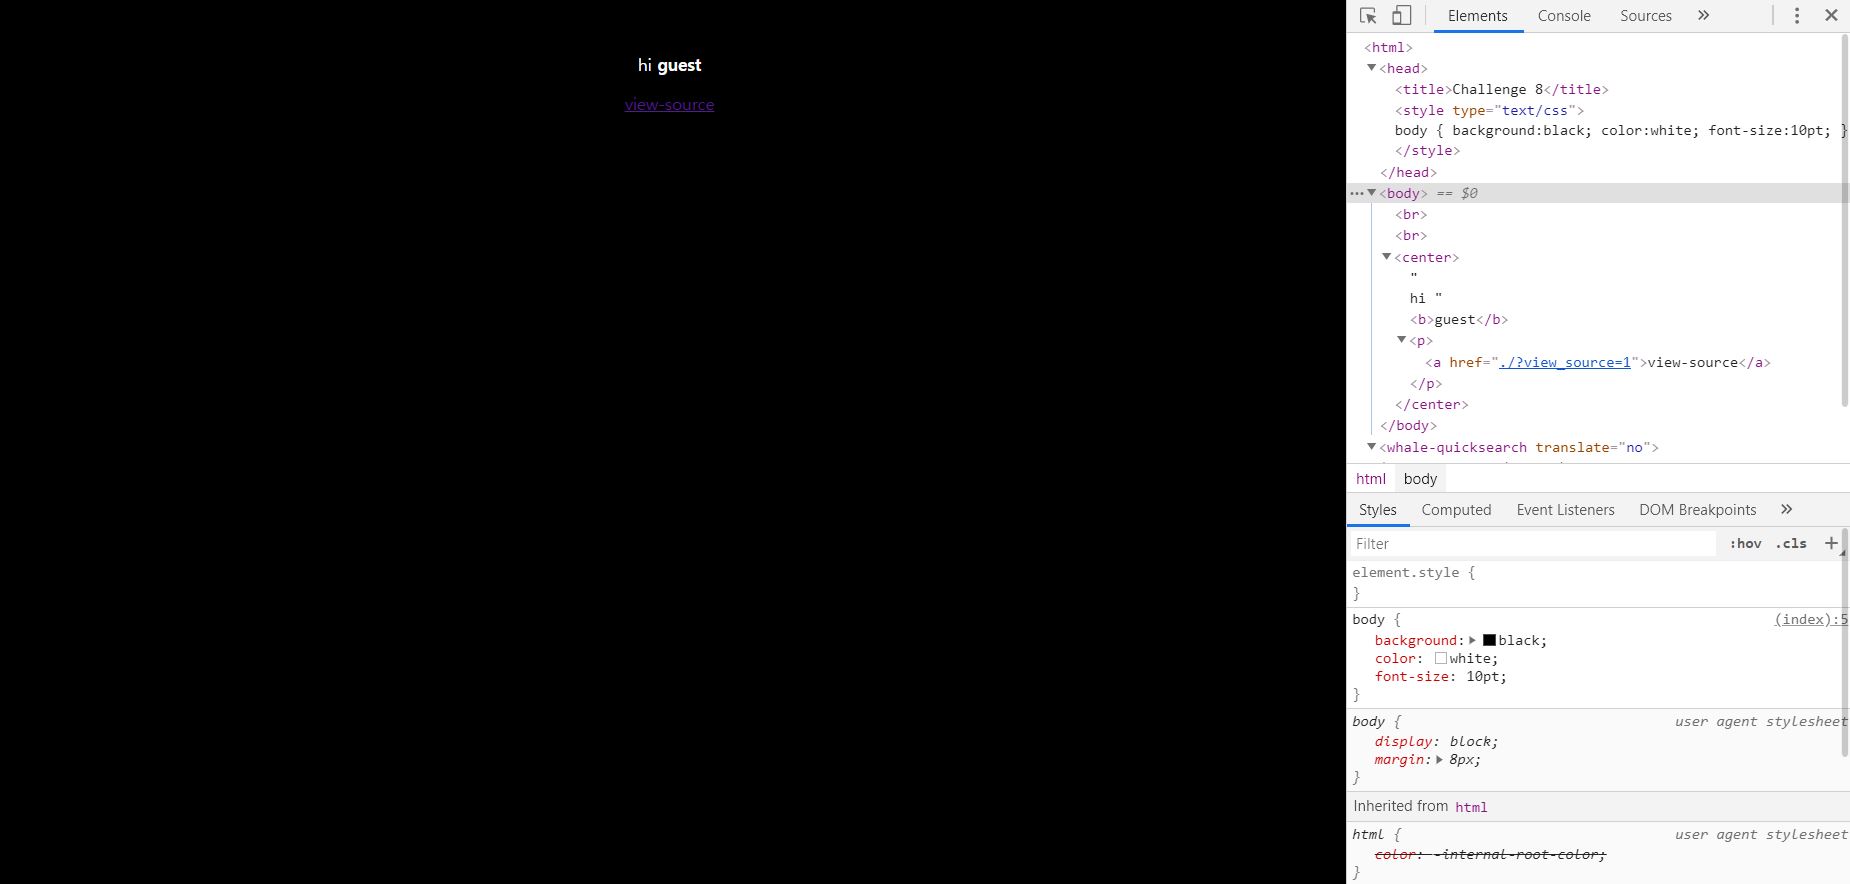 hi guest
view-source
Elements Console Sources »
<html>
<head>
<title>Challenge 8</title>
<style type="text/css">
body { background:black; color:white; font-size:10pt; }
</style>
</head>
<body> == $0
<br>
<br>
<center>
"
hi "
<b>guest</b>
<p>
<a href="./?view_source=1">view-source</a>
</p>
</center>
</body>
<whale-quicksearch translate="no">
html body
Styles Computed Event Listeners DOM Breakpoints »
Filter :hov .cls +
element.style {
}
body { (index):5
background: black;
color: white;
font-size: 10pt;
}
body { user agent stylesheet
display: block;
margin: 8px;
}
Inherited from html
html { user agent stylesheet
color: -internal-root-color;
}